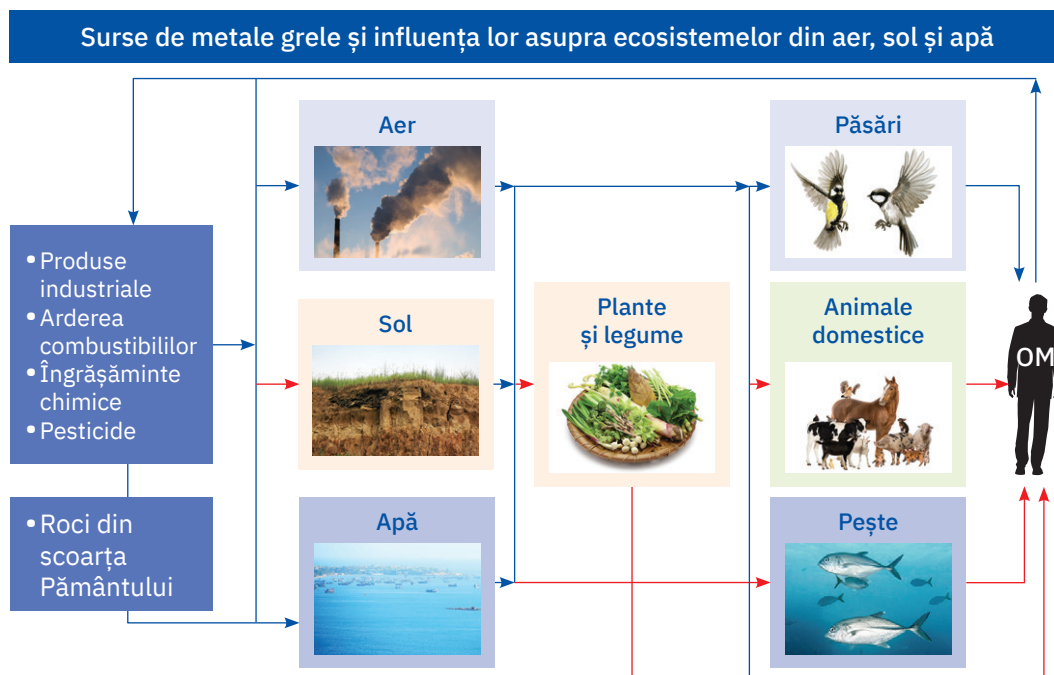 Surse de metale grele și influența lor asupra ecosistemelor din aer, sol și apă
• Produse
industriale
• Arderea
combustibililor
• Îngrășăminte
chimice
• Pesticide
• Roci din
scoarța
Pământului
Aer
Sol
Apă
Plante
și legume
Păsări
Animale
domestice
Pește
OM